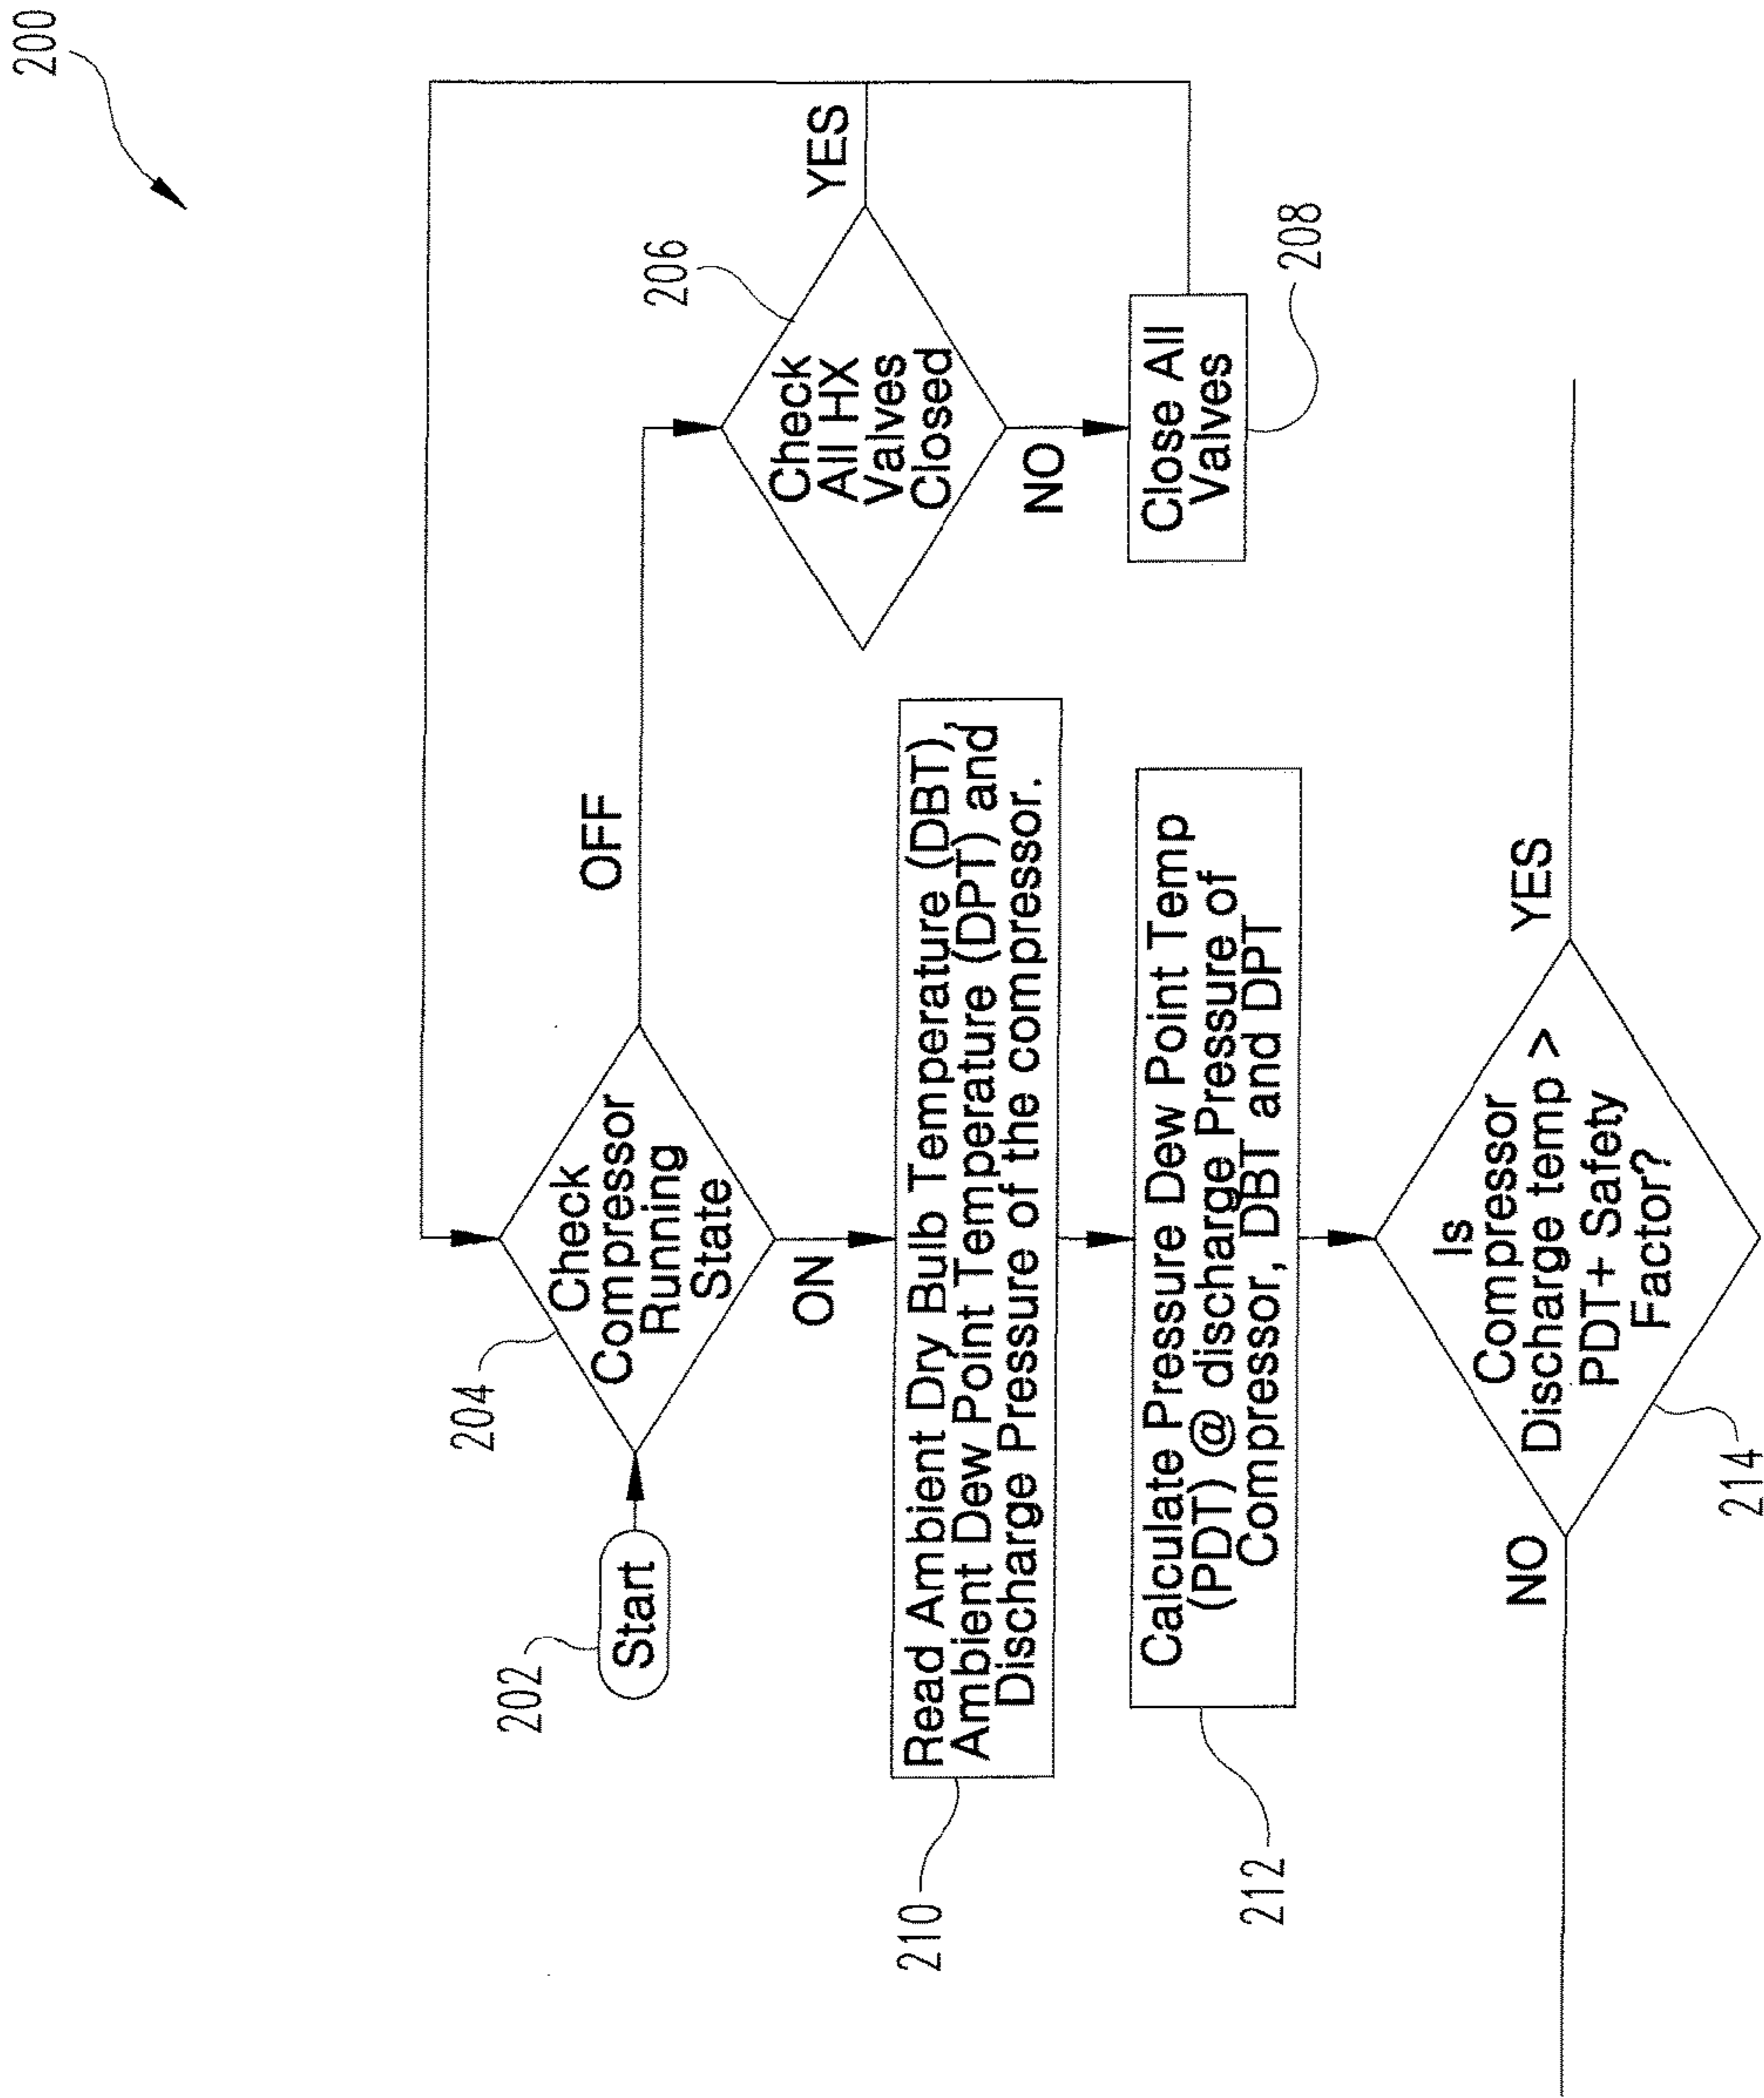 200
202
Start
204
Check
Compressor
Running
State
OFF
ON
206
Check
All HX
Valves
Closed
YES
NO
Close All
Valves
208
210
Read Ambient Dry Bulb Temperature (DBT),
Ambient Dew Point Temperature (DPT) and
Discharge Pressure of the compressor.
212
Calculate Pressure Dew Point Temp
(PDT) @ discharge Pressure of
Compressor, DBT and DPT
214
Is
Compressor
Discharge temp >
PDT+ Safety
Factor?
NO
YES